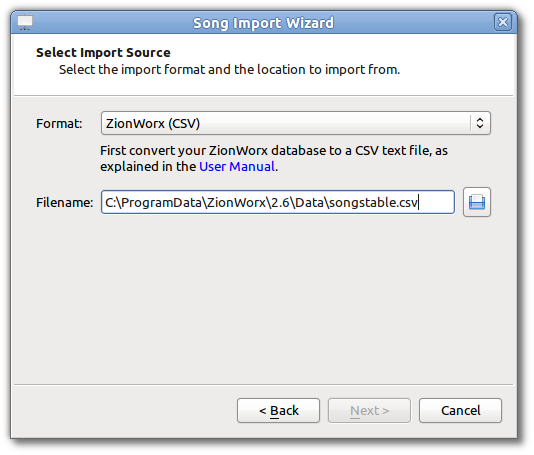 Song Import Wizard
Select Import Source
Select the import format and the location to import from.
Format: ZionWorx (CSV)
First convert your ZionWorx database to a CSV text file, as
explained in the User Manual.
Filename: C:\ProgramData\ZionWorx\2.6\Data\songstable.csv
< Back Next > Cancel